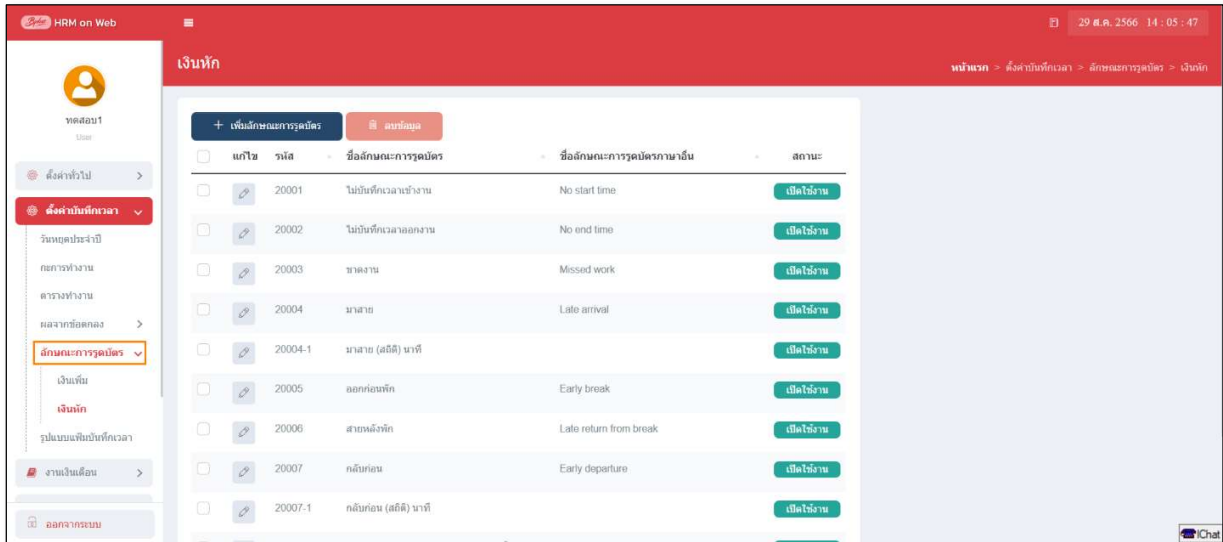 Byte HRM on Web
29 ส.ค. 2566 14 : 05 : 47
เงินหัก
หน้าแรก > ตั้งค่าบันทึกเวลา > ลักษณะการรูดบัตร > เงินหัก
ทดสอบ1
User
ตั้งค่าทั่วไป
ตั้งค่าบันทึกเวลา
วันหยุดประจำปี
กะการทำงาน
ตารางทำงาน
ผลจากข้อตกลง
ลักษณะการรูดบัตร
เงินเพิ่ม
เงินหัก
รูปแบบแฟ้มบันทึกเวลา
งานเงินเดือน
ออกจากระบบ
+ เพิ่มลักษณะการรูดบัตร ลบข้อมูล
แก้ไข รหัส ชื่อลักษณะการรูดบัตร ชื่อลักษณะการรูดบัตรภาษาอื่น สถานะ
20001 ไม่บันทึกเวลาเข้างาน No start time เปิดใช้งาน
20002 ไม่บันทึกเวลาออกงาน No end time เปิดใช้งาน
20003 ขาดงาน Missed work เปิดใช้งาน
20004 มาสาย Late arrival เปิดใช้งาน
20004-1 มาสาย (สถิติ) นาที เปิดใช้งาน
20005 ออกก่อนพัก Early break เปิดใช้งาน
20006 สายหลังพัก Late return from break เปิดใช้งาน
20007 กลับก่อน Early departure เปิดใช้งาน
20007-1 กลับก่อน (สถิติ) นาที เปิดใช้งาน
IChat